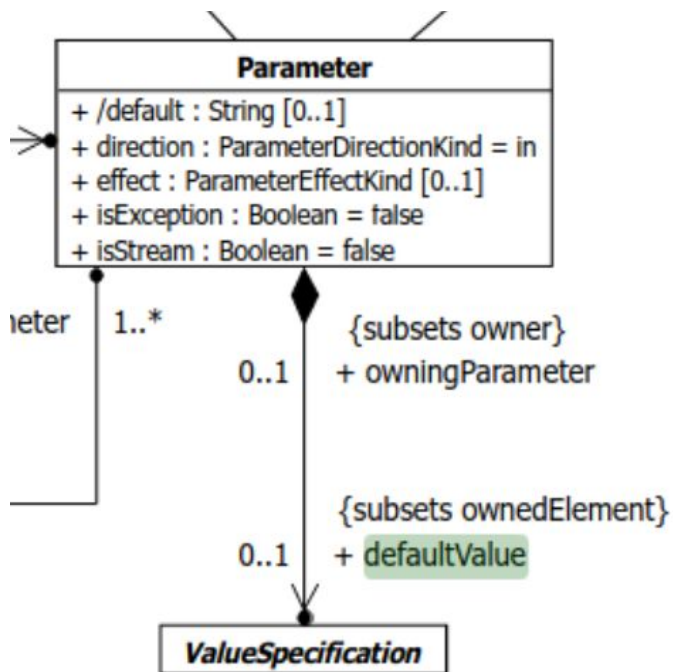 Parameter
+ /default : String [0..1]
+ direction : ParameterDirectionKind = in
+ effect : ParameterEffectKind [0..1]
+ isException : Boolean = false
+ isStream : Boolean = false
1..*
{subsets owner}
0..1 + owningParameter
{subsets ownedElement}
0..1 + defaultValue
ValueSpecification